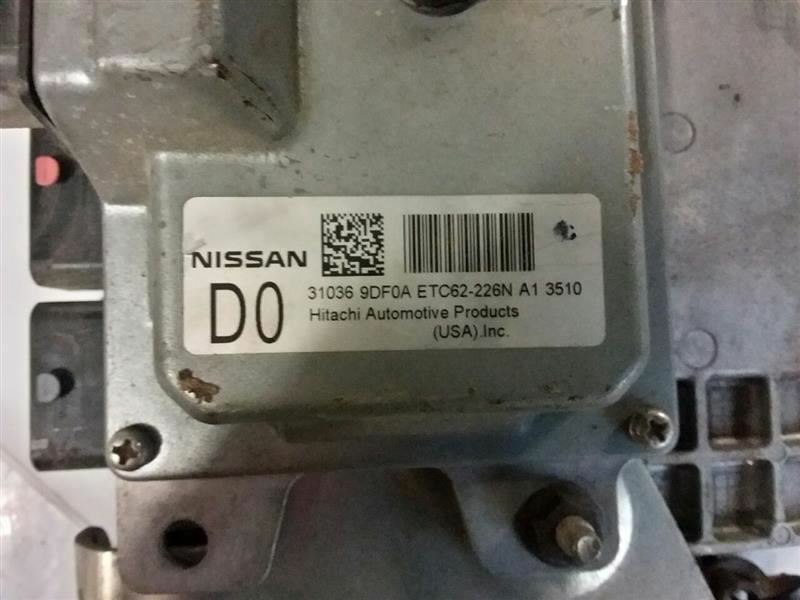 NISSAN
D0
31036 9DF0A ETC62-226N A1 3510
Hitachi Automotive Products
(USA).Inc.